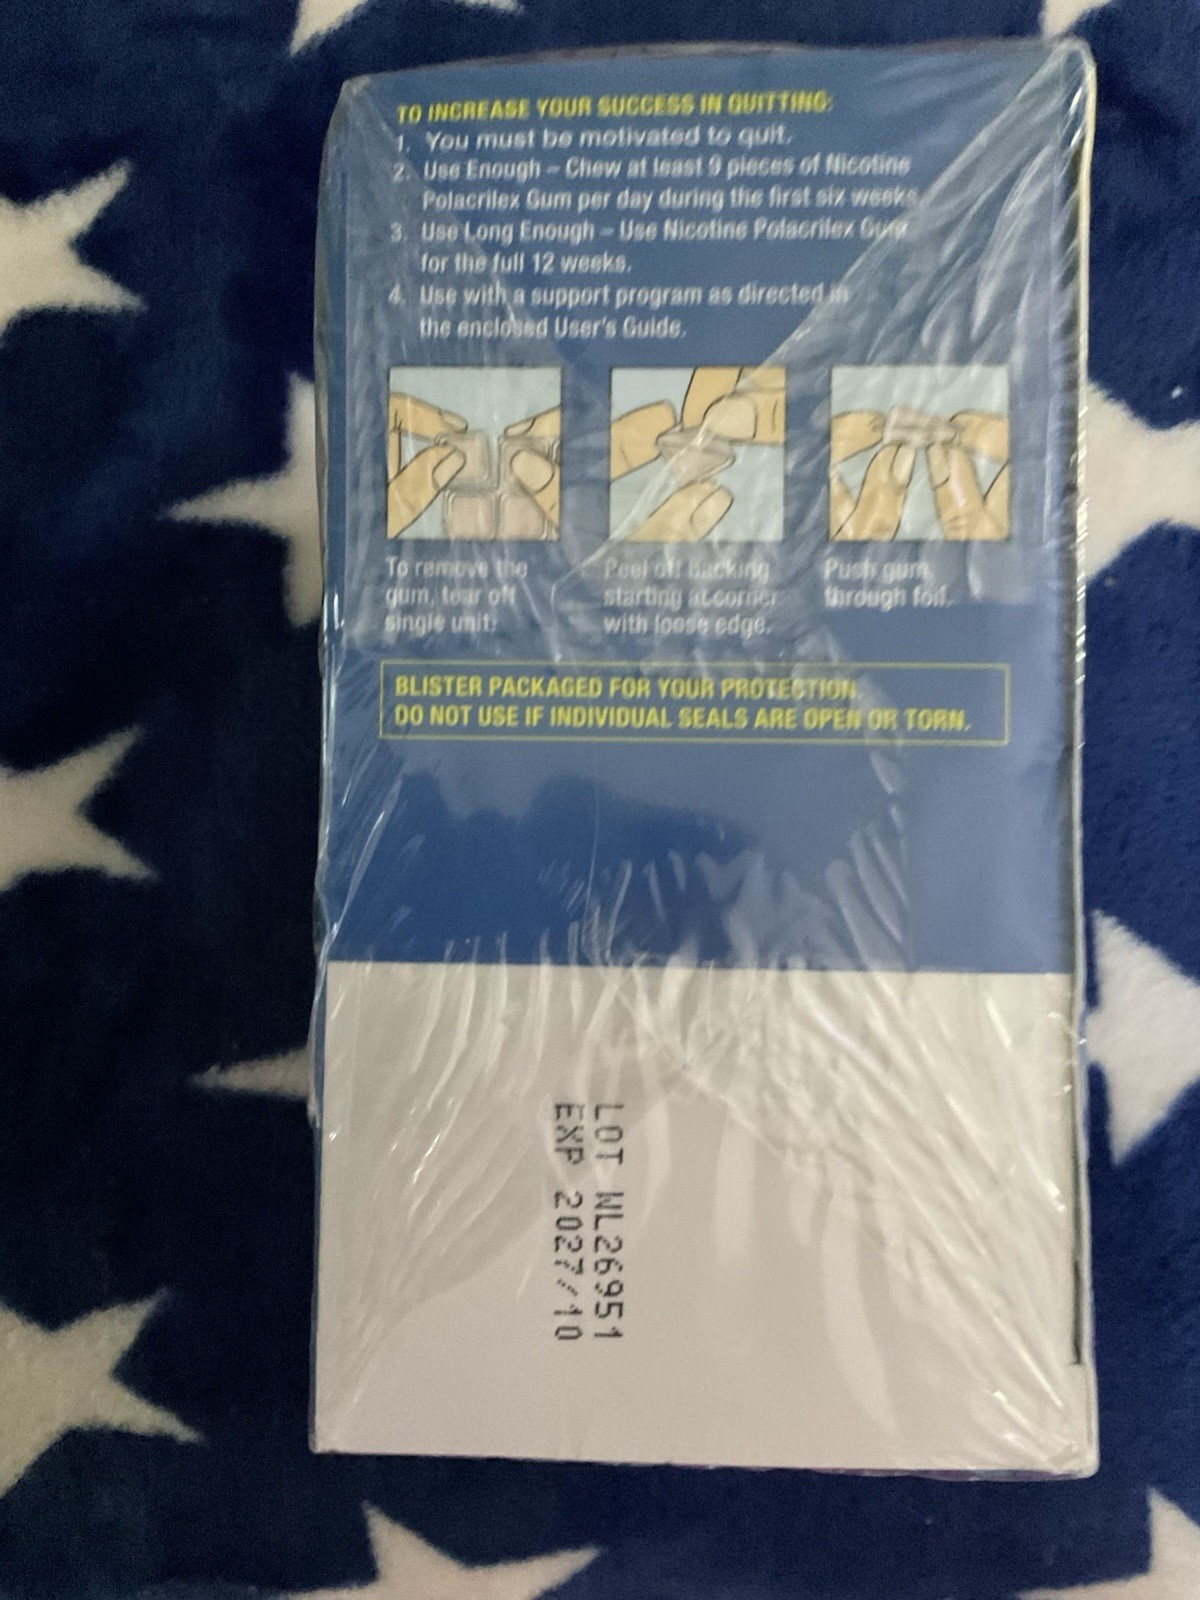 TO INCREASE YOUR SUCCESS IN QUITTING:
1. You must be motivated to quit.
2. Use Enough – Chew at least 9 pieces of Nicotine
Polacrilex Gum per day during the first six weeks.
3. Use Long Enough – Use Nicotine Polacrilex Gum
for the full 12 weeks.
4. Use with a support program as directed in
the enclosed User's Guide.
To remove the
gum, tear off
single unit.
Peel off backing
starting at corner
with loose edge.
Push gum
through foil.
BLISTER PACKAGED FOR YOUR PROTECTION.
DO NOT USE IF INDIVIDUAL SEALS ARE OPEN OR TORN.
LOT NL26951
EXP 2027/10